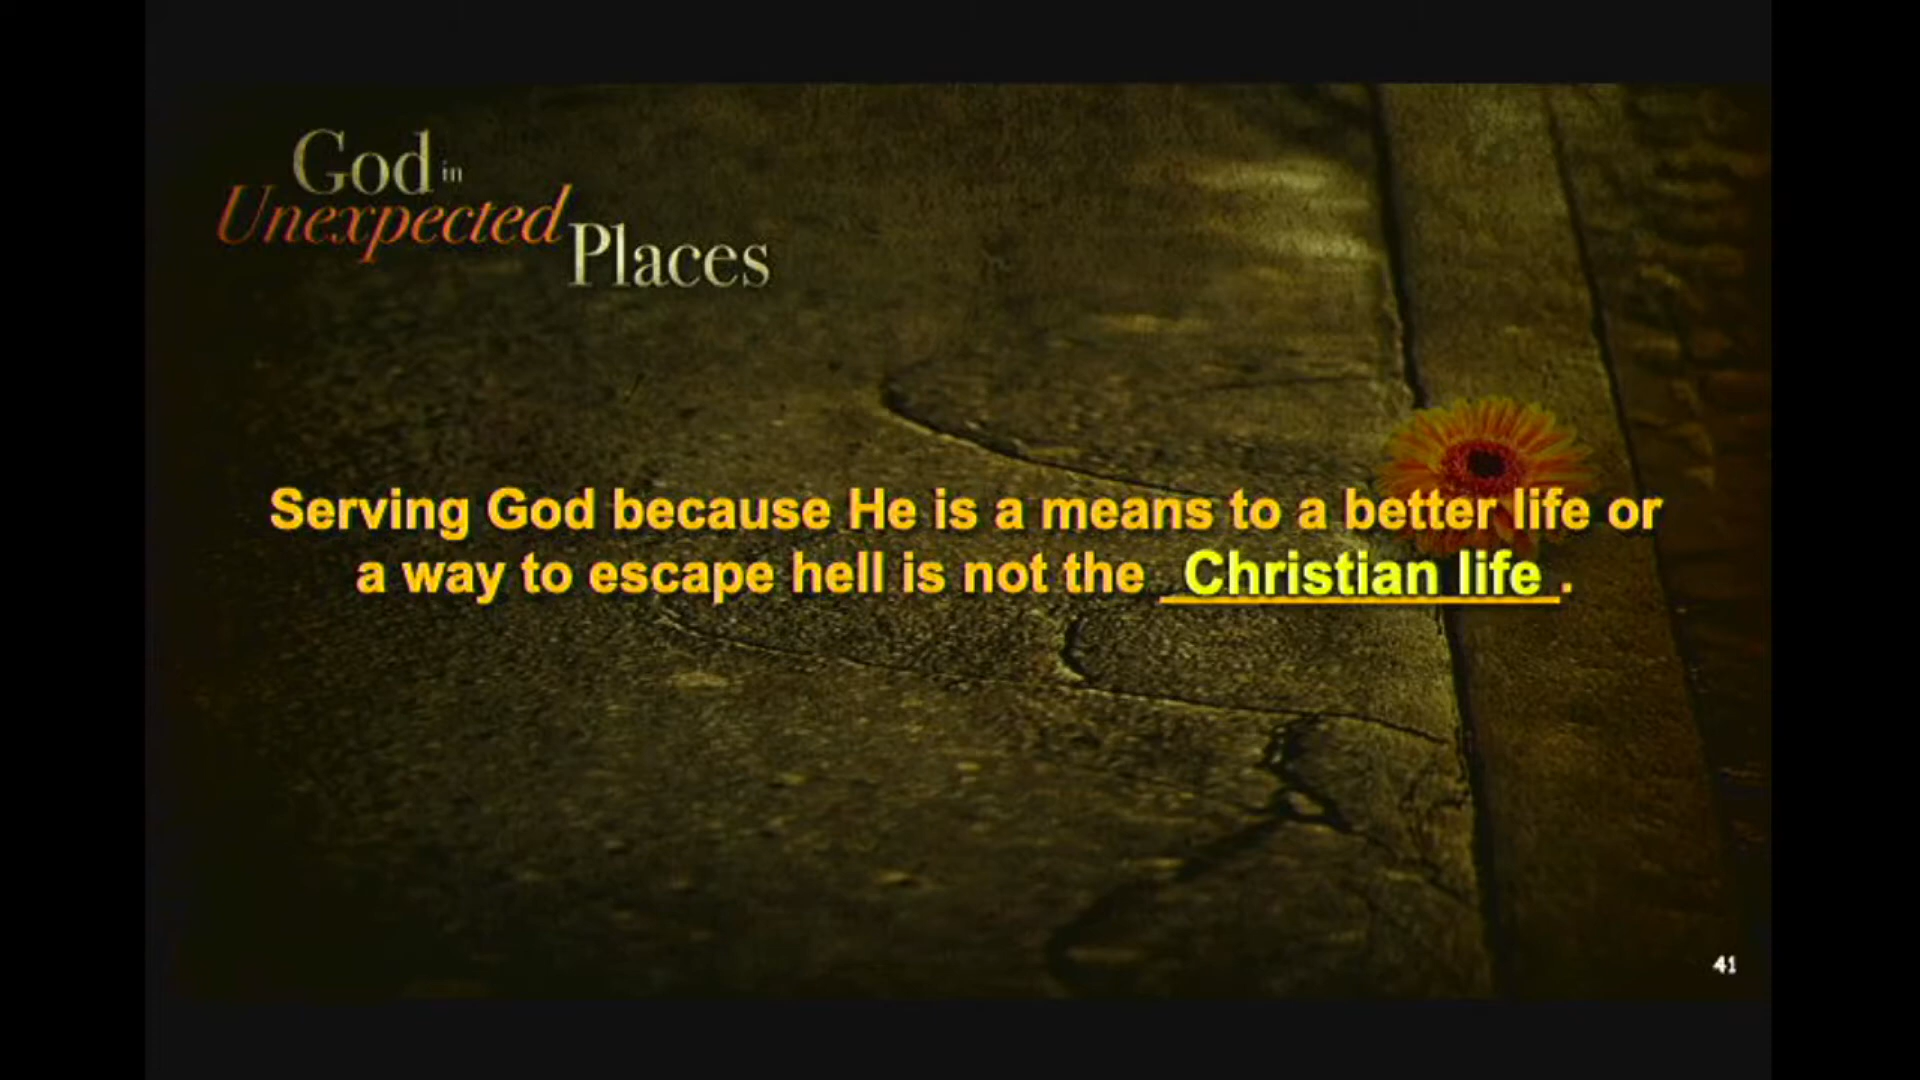 God in
Unexpected
Places
Serving God because He is a means to a better life or
a way to escape hell is not the Christian life.
41